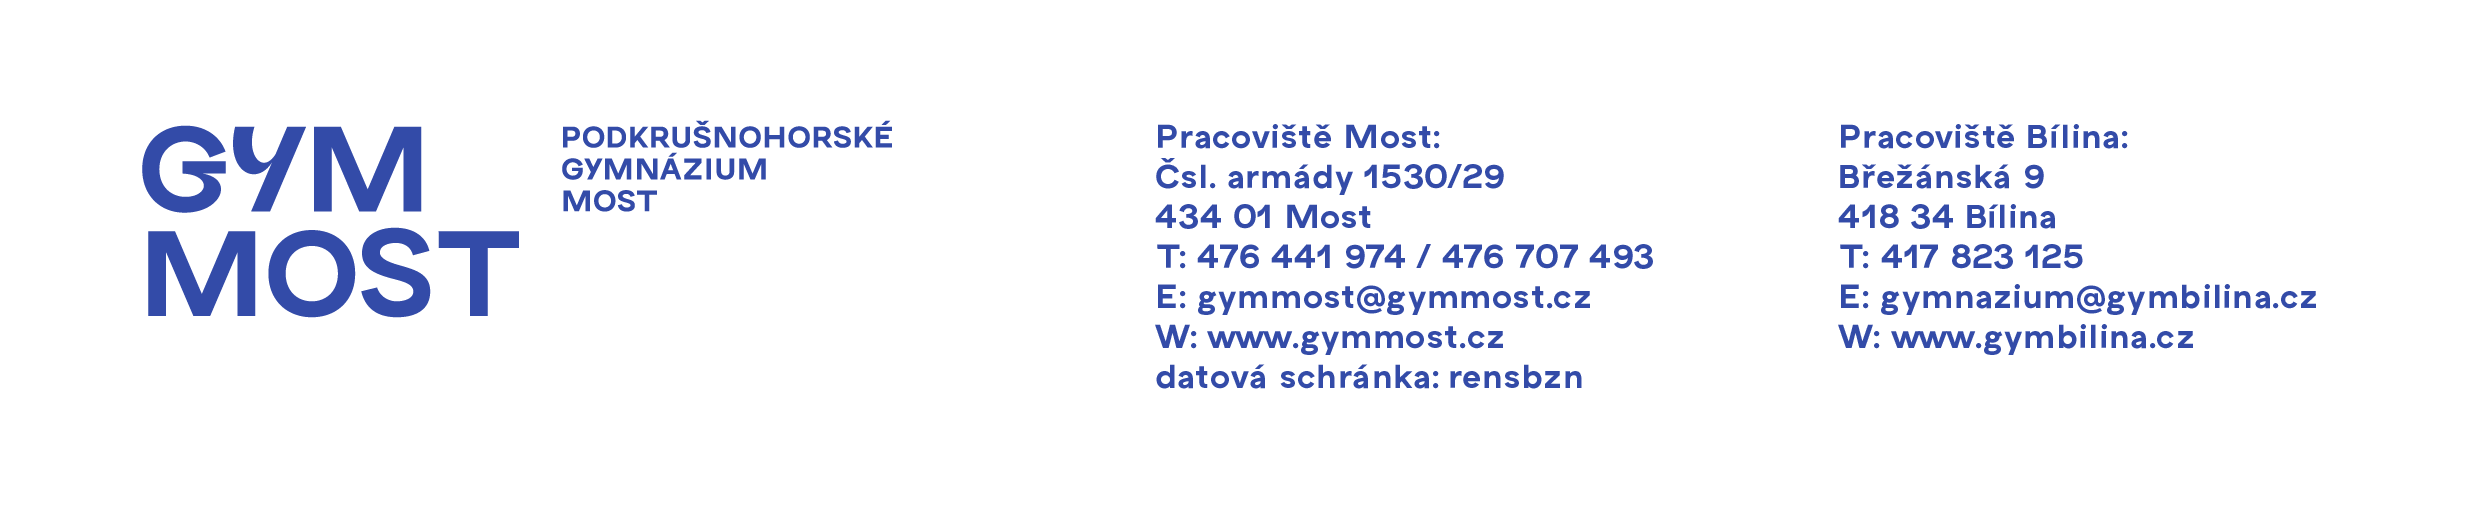 GYM
MOST
PODKRUŠNOHORSKÉ
GYMNÁZIUM
MOST
Pracoviště Most:
Čsl. armády 1530/29
434 01 Most
T: 476 441 974 / 476 707 493
E: gymmost@gymmost.cz
W: www.gymmost.cz
datová schránka: rensbzn
Pracoviště Bílina:
Břežánská 9
418 34 Bílina
T: 417 823 125
E: gymnazium@gymbilina.cz
W: www.gymbilina.cz